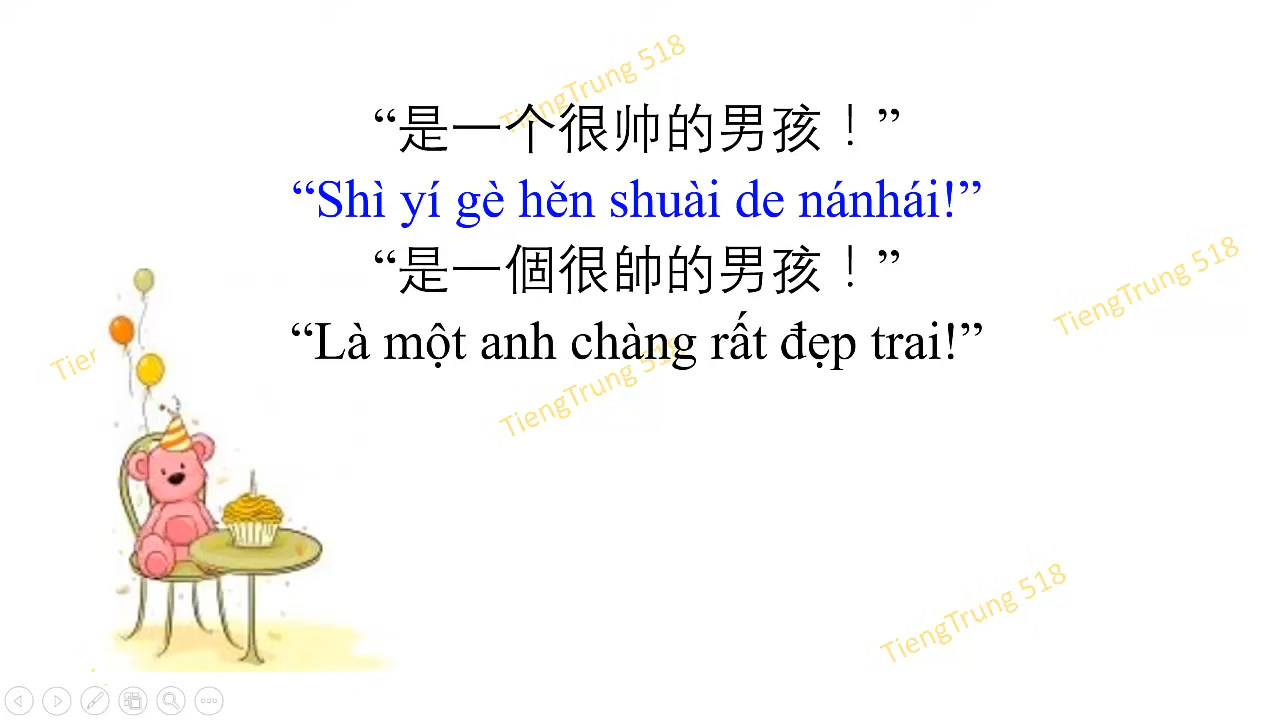 TiengTrung 518
“是一个很帅的男孩！”
“Shì yí gè hěn shuài de nánhái!”
“是一個很帥的男孩！”
TiengTrung 518
“Là một anh chàng rất đẹp trai!”
Tien
TiengTrung 518
TiengTrung 518